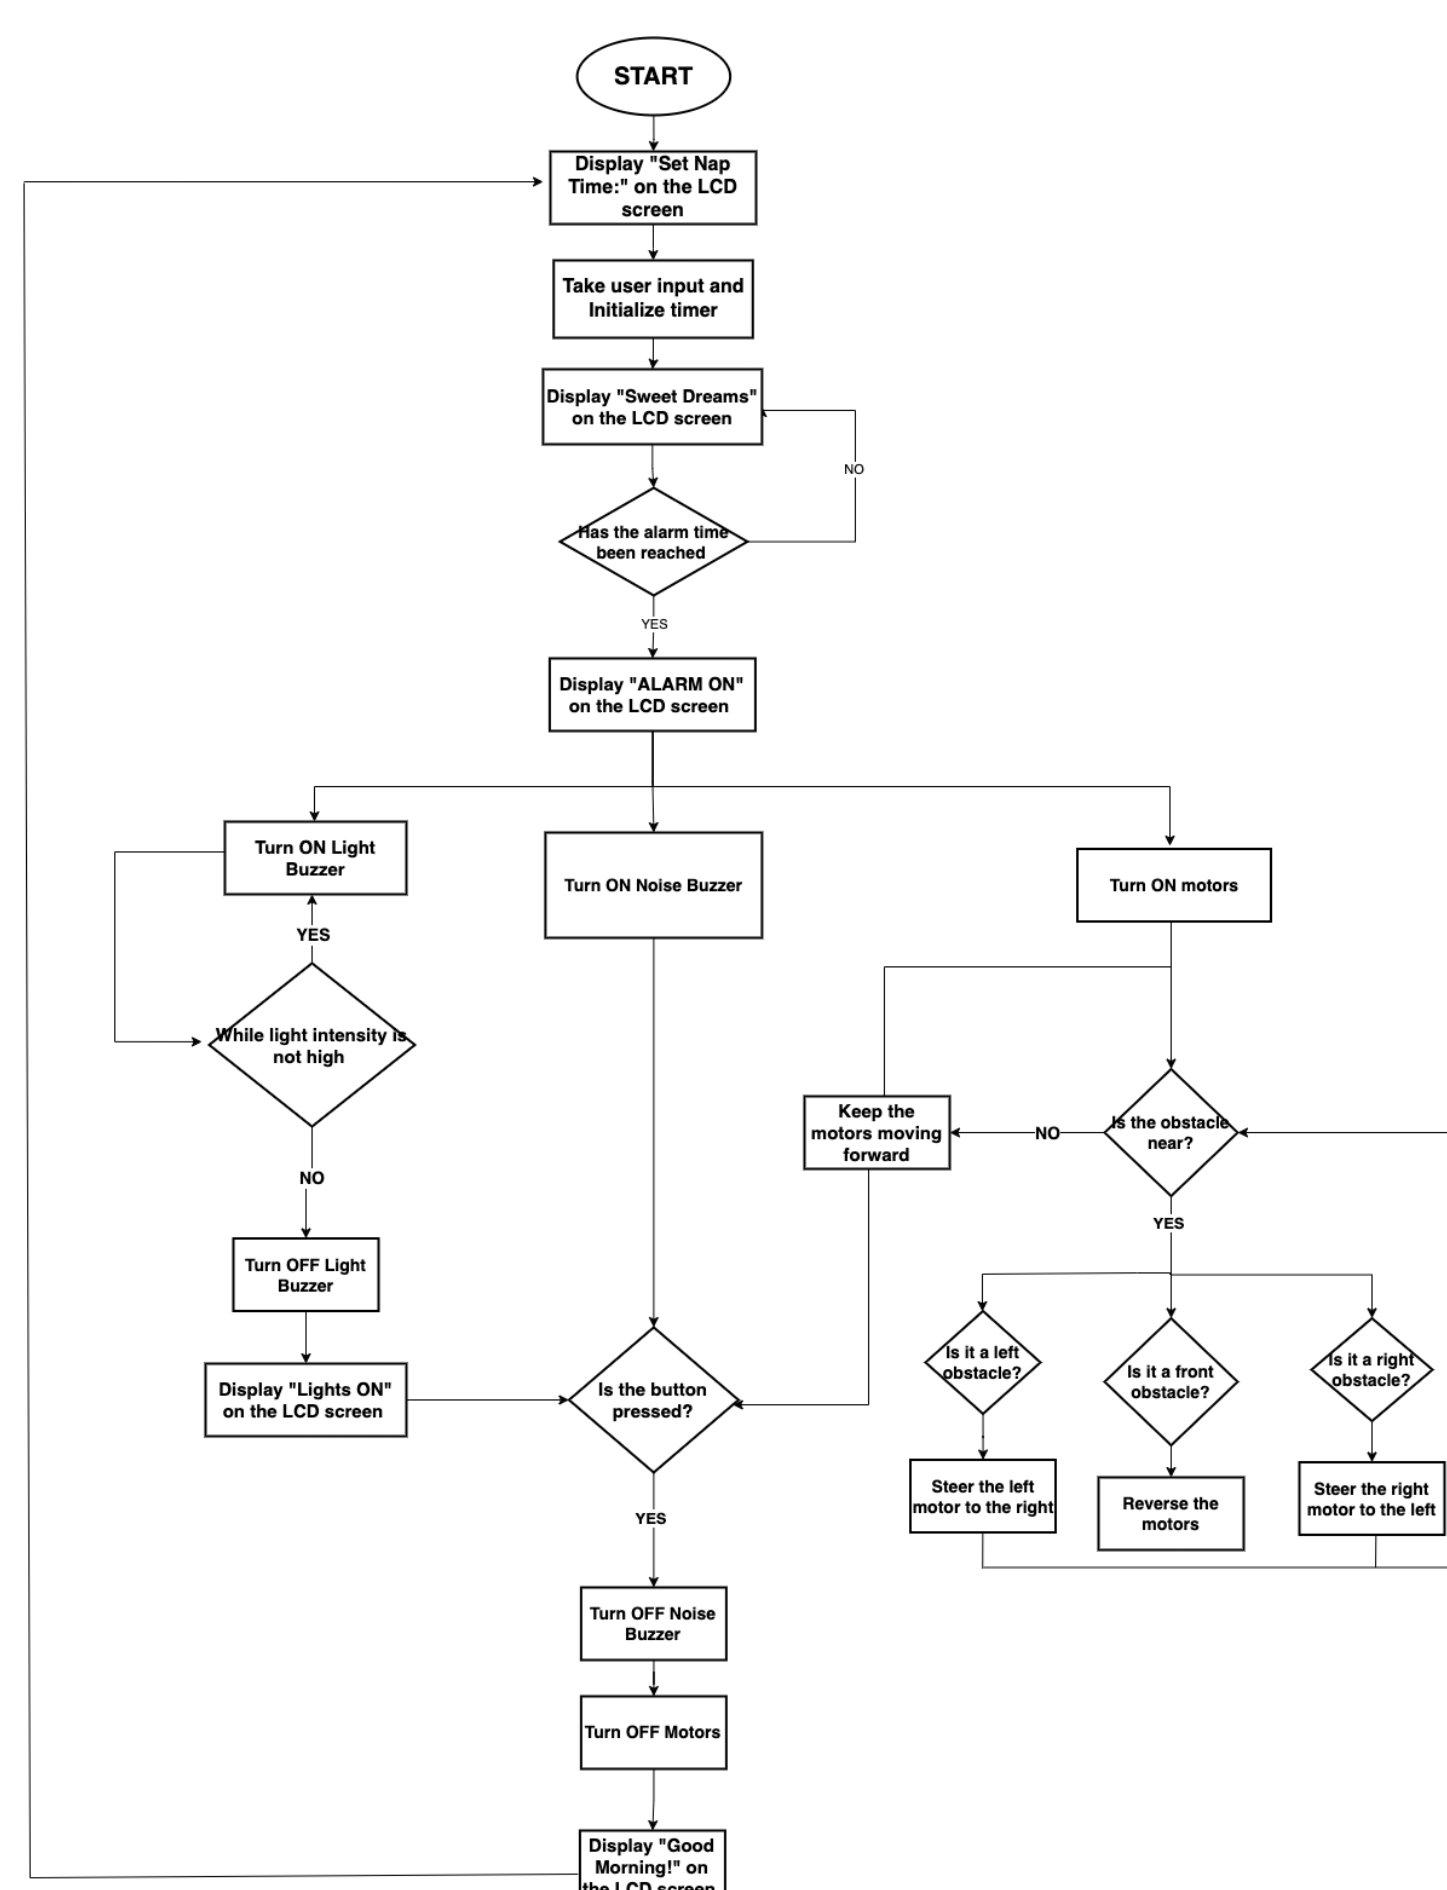 START
Display "Set Nap
Time:" on the LCD
screen
Take user input and
Initialize timer
Display "Sweet Dreams"
on the LCD screen
NO
Has the alarm time
been reached
YES
Display "ALARM ON"
on the LCD screen
Turn ON Light
Buzzer
Turn ON Noise Buzzer
Turn ON motors
YES
While light intensity is
not high
Keep the
motors moving
forward
NO
Is the obstacle
near?
NO
YES
Turn OFF Light
Buzzer
Is it a left
obstacle?
Is it a front
obstacle?
Is it a right
obstacle?
Display "Lights ON"
on the LCD screen
Is the button
pressed?
Steer the left
motor to the right
Reverse the
motors
Steer the right
motor to the left
YES
Turn OFF Noise
Buzzer
Turn OFF Motors
Display "Good
Morning!" on
the LCD screen